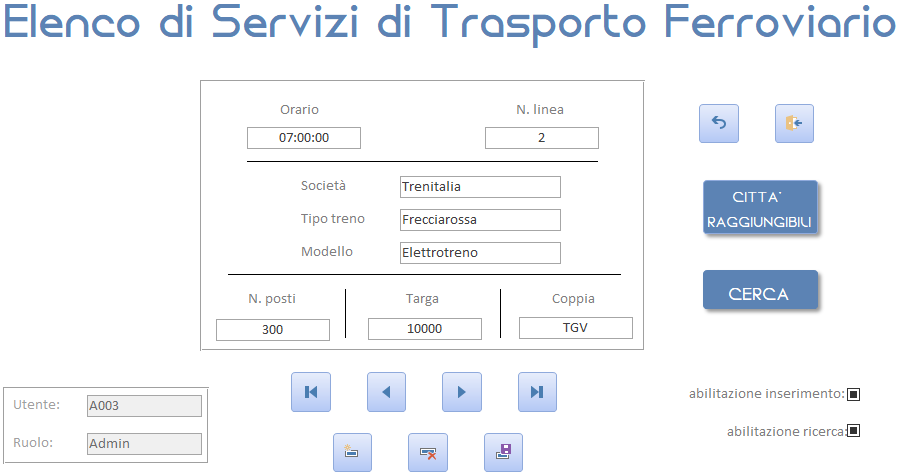 Elenco di Servizi di Trasporto Ferroviario
Orario N. linea
07:00:00 2
Società Trenitalia
Tipo treno Frecciarossa
Modello Elettrotreno
N. posti Targa Coppia
300 10000 TGV
CITTA'
RAGGIUNGIBILI
CERCA
Utente: A003
Ruolo: Admin
abilitazione inserimento:
abilitazione ricerca: